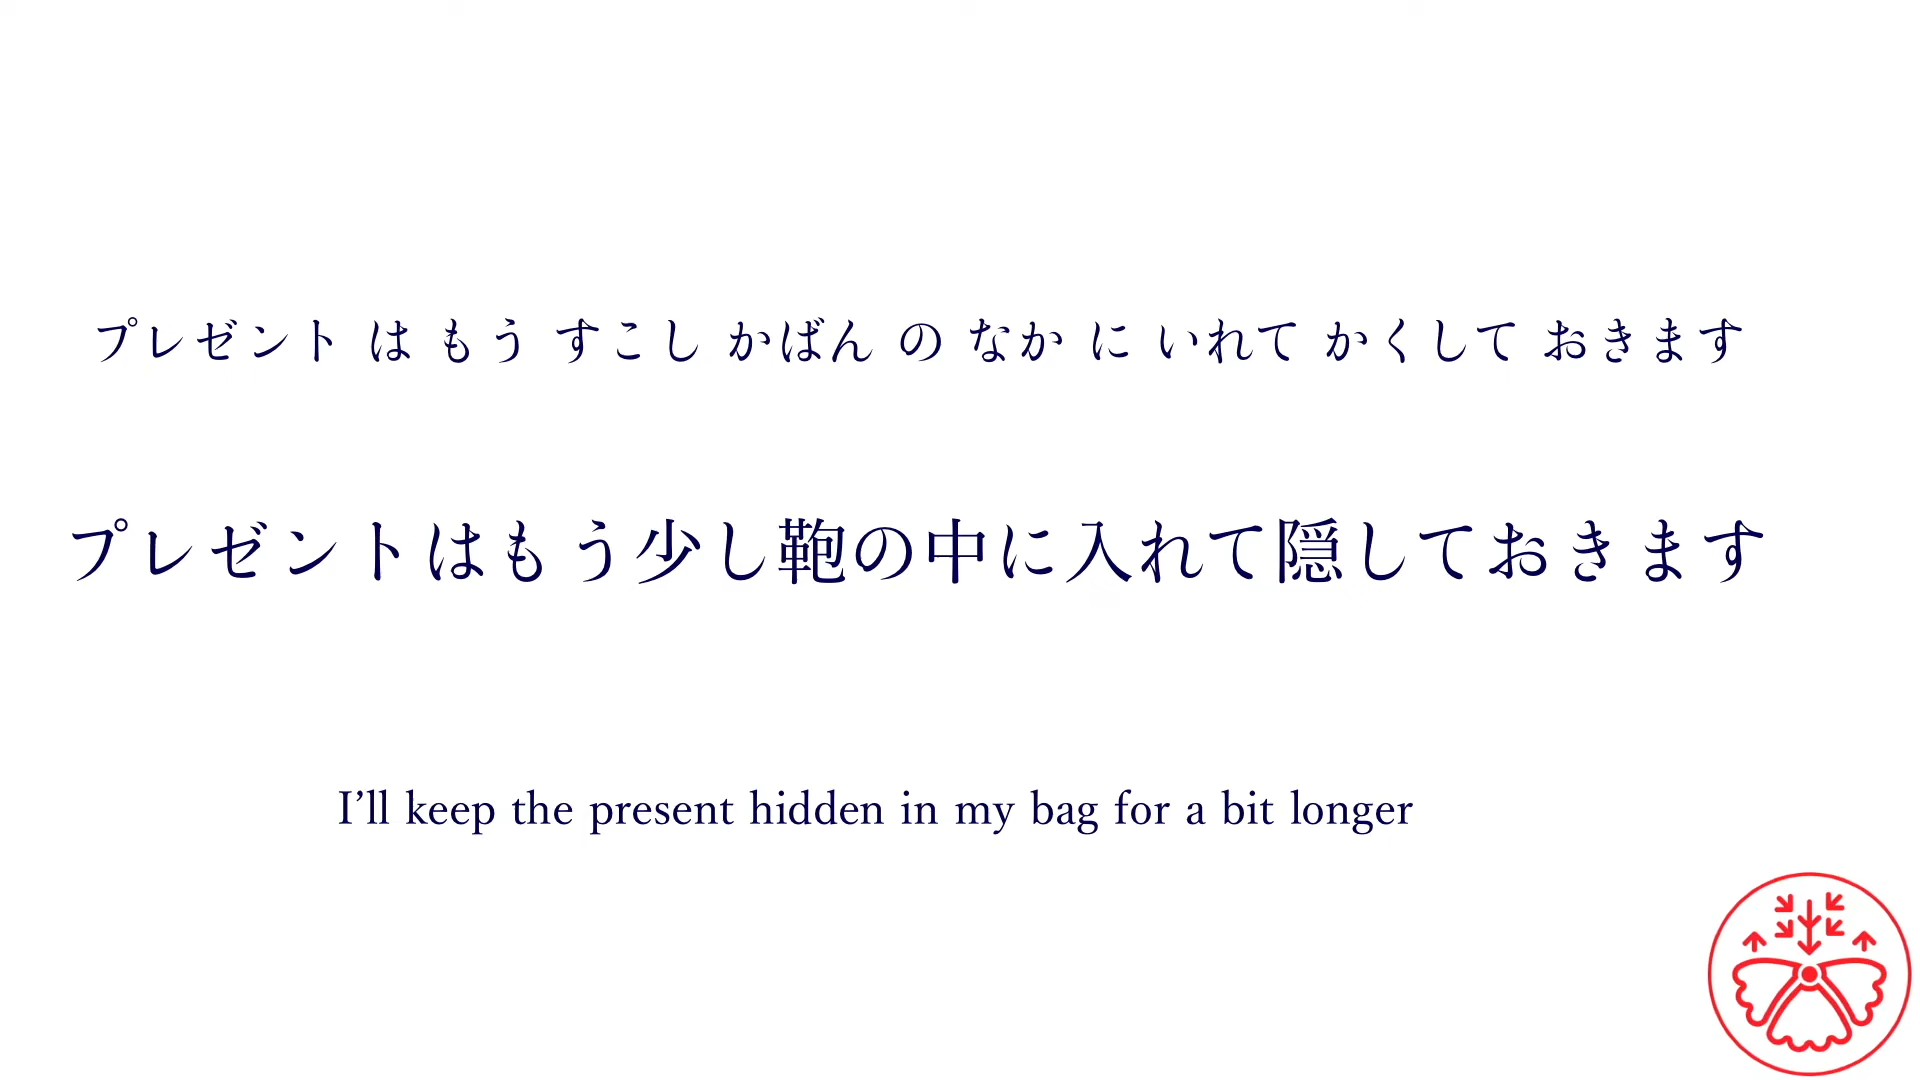 プレゼント は もう すこし かばん の なか に いれて かくして おきます
プレゼントはもう少し鞄の中に入れて隠しておきます
I’ll keep the present hidden in my bag for a bit longer